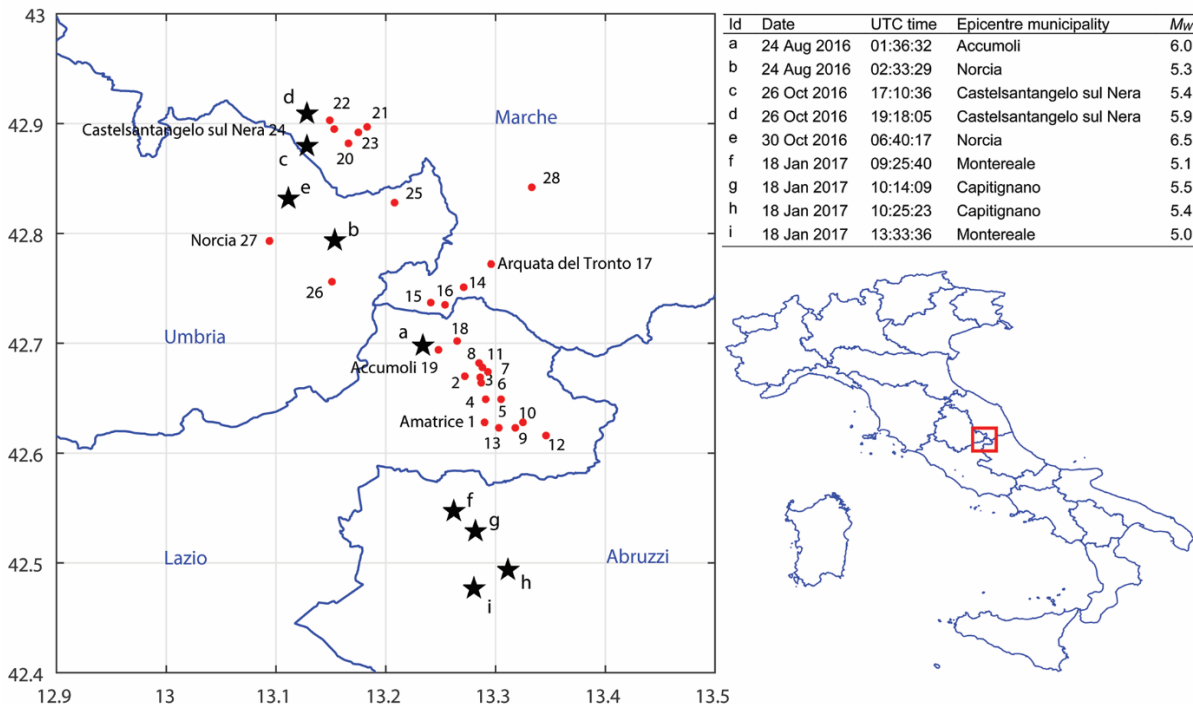 43
42.9
42.8
42.7
42.6
42.5
42.4
12.9
13
13.1
13.2
13.3
13.4
13.5
d
22
21
Castelsantangelo sul Nera 24
23
c
20
Marche
e
25
28
Norcia 27
b
26
Arquata del Tronto 17
14
15
16
Umbria
a
18
Accumoli 19
8
11
7
2
3
6
4
5
10
Amatrice 1
13
9
12
f
g
Lazio
Abruzzi
h
i
Id Date UTC time Epicentre municipality Mw
a 24 Aug 2016 01:36:32 Accumoli 6.0
b 24 Aug 2016 02:33:29 Norcia 5.3
c 26 Oct 2016 17:10:36 Castelsantangelo sul Nera 5.4
d 26 Oct 2016 19:18:05 Castelsantangelo sul Nera 5.9
e 30 Oct 2016 06:40:17 Norcia 6.5
f 18 Jan 2017 09:25:40 Montereale 5.1
g 18 Jan 2017 10:14:09 Capitignano 5.5
h 18 Jan 2017 10:25:23 Capitignano 5.4
i 18 Jan 2017 13:33:36 Montereale 5.0